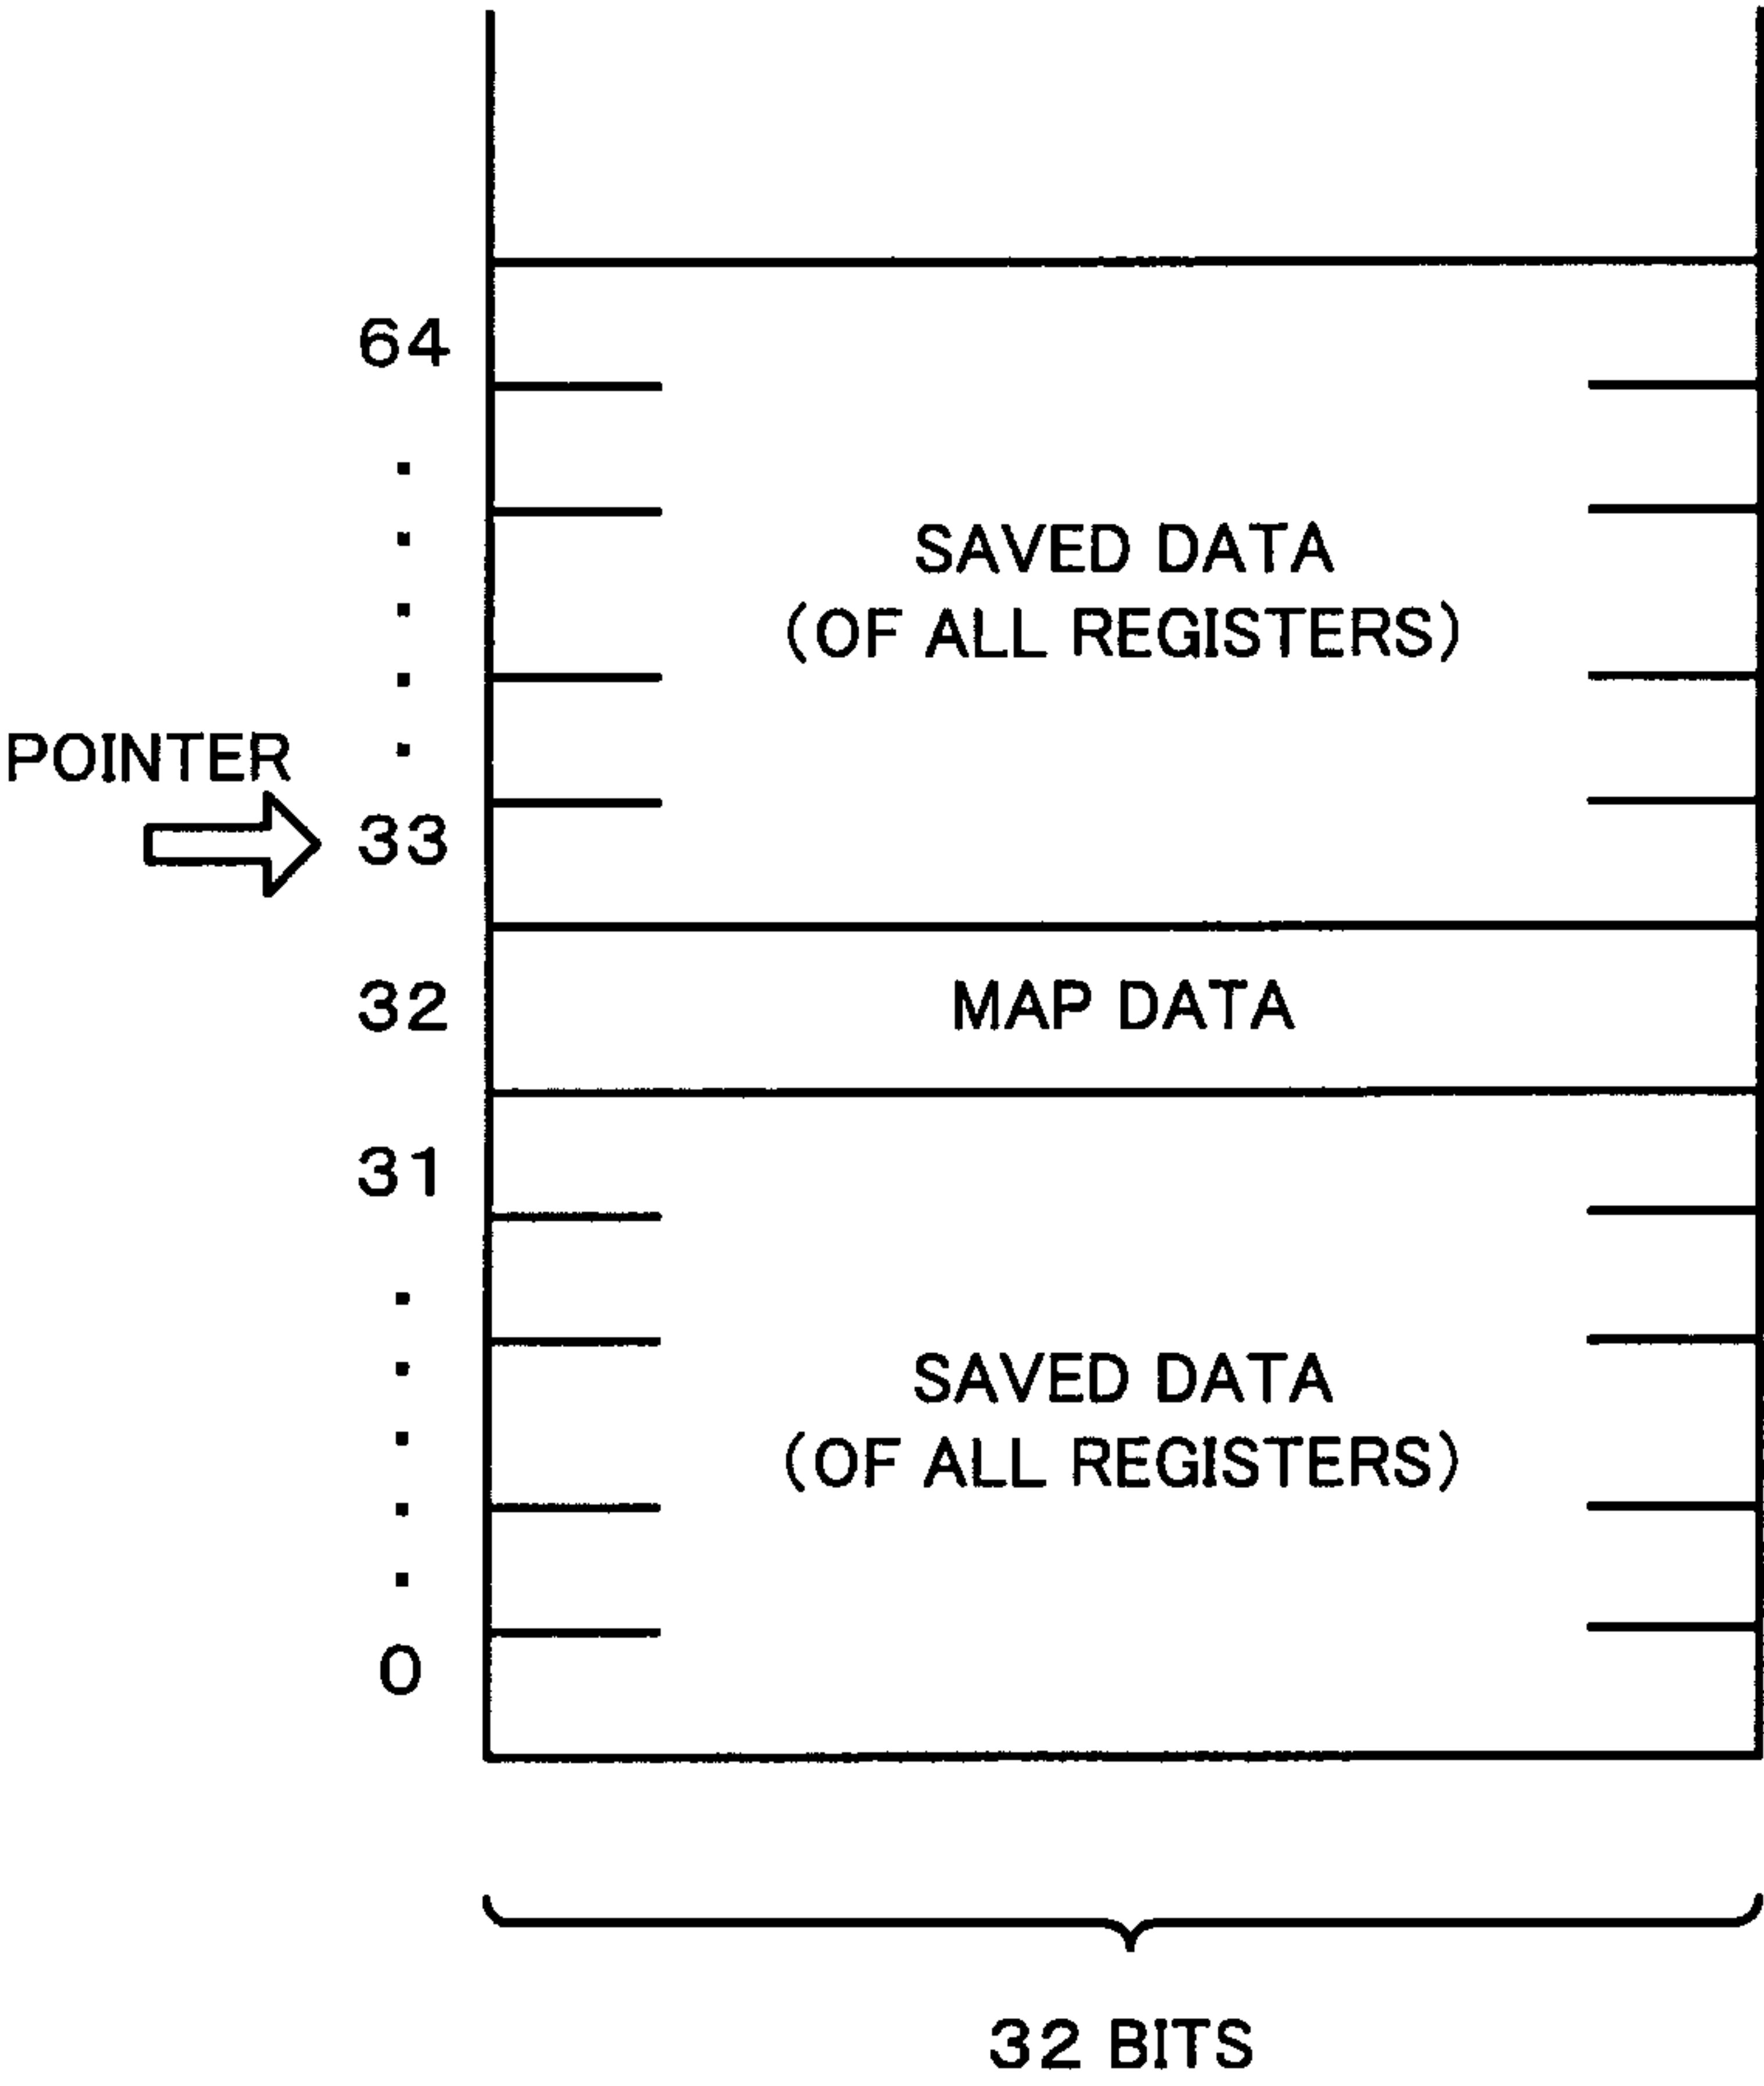 64
SAVED DATA
(OF ALL REGISTERS)
POINTER
33
32
MAP DATA
31
SAVED DATA
(OF ALL REGISTERS)
0
32 BITS